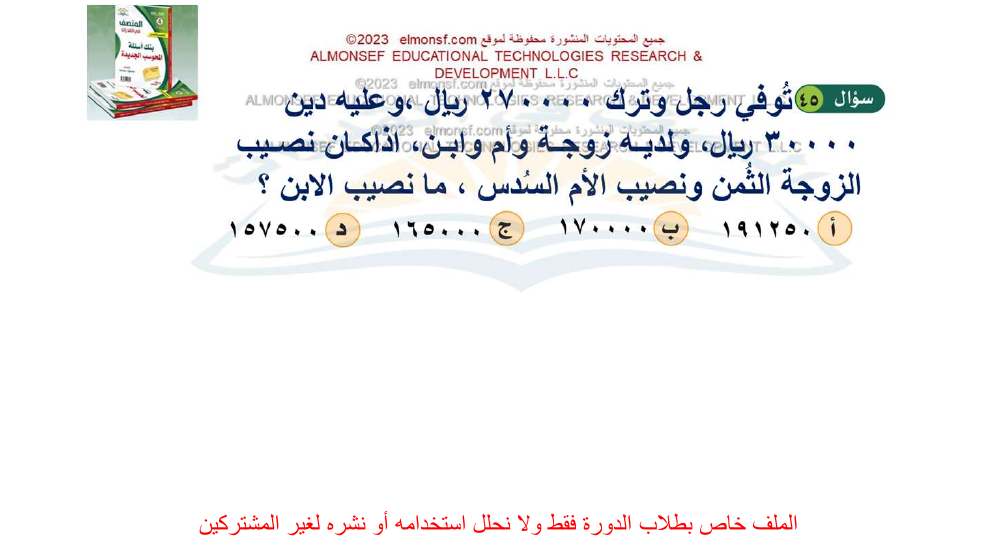 جميع المحتويات المنشورة محفوظة لموقع elmonsf.com ©2023
ALMONSEF EDUCATIONAL TECHNOLOGIES RESEARCH &
DEVELOPMENT L.L.C
المنصف
بنك أسئلة
المحوسب الجديدة
سؤال ٤٥ تُوفي رجل وترك ٢٧٠٠٠٠ ريال ،وعليه دين
٣٠٠٠٠ ريال، ولديه زوجة وأم وابن، اذاكان نصيب
الزوجة الثُمن ونصيب الأم السُدس ، ما نصيب الابن ؟
أ ١٩١٢٥٠ ب ١٧٠٠٠٠ ج ١٦٥٠٠٠ د ١٥٧٥٠٠
الملف خاص بطلاب الدورة فقط ولا نحلل استخدامه أو نشره لغير المشتركين